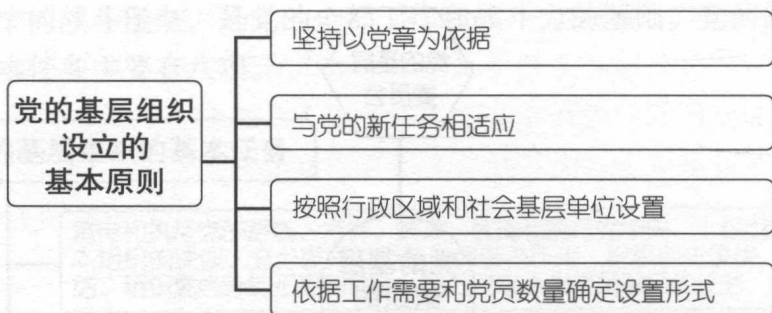 坚持以党章为依据
党的基层组织
设立的
基本原则
与党的新任务相适应
按照行政区域和社会基层单位设置
依据工作需要和党员数量确定设置形式